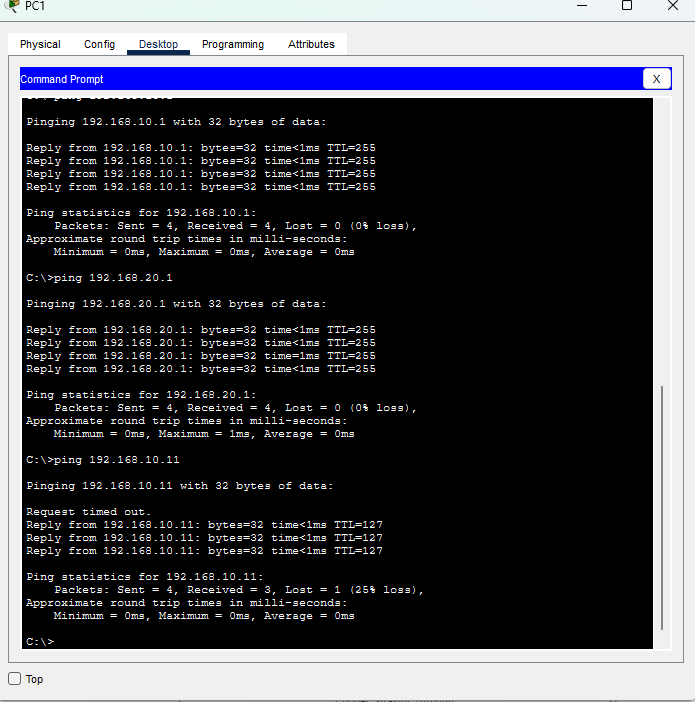 PC1
Physical Config Desktop Programming Attributes
Command Prompt
X
Pinging 192.168.10.1 with 32 bytes of data:
Reply from 192.168.10.1: bytes=32 time<1ms TTL=255
Reply from 192.168.10.1: bytes=32 time<1ms TTL=255
Reply from 192.168.10.1: bytes=32 time<1ms TTL=255
Reply from 192.168.10.1: bytes=32 time<1ms TTL=255
Ping statistics for 192.168.10.1:
Packets: Sent = 4, Received = 4, Lost = 0 (0% loss),
Approximate round trip times in milli-seconds:
Minimum = 0ms, Maximum = 0ms, Average = 0ms
C:\>ping 192.168.20.1
Pinging 192.168.20.1 with 32 bytes of data:
Reply from 192.168.20.1: bytes=32 time<1ms TTL=255
Reply from 192.168.20.1: bytes=32 time<1ms TTL=255
Reply from 192.168.20.1: bytes=32 time=1ms TTL=255
Reply from 192.168.20.1: bytes=32 time<1ms TTL=255
Ping statistics for 192.168.20.1:
Packets: Sent = 4, Received = 4, Lost = 0 (0% loss),
Approximate round trip times in milli-seconds:
Minimum = 0ms, Maximum = 1ms, Average = 0ms
C:\>ping 192.168.10.11
Pinging 192.168.10.11 with 32 bytes of data:
Request timed out.
Reply from 192.168.10.11: bytes=32 time<1ms TTL=127
Reply from 192.168.10.11: bytes=32 time<1ms TTL=127
Reply from 192.168.10.11: bytes=32 time<1ms TTL=127
Ping statistics for 192.168.10.11:
Packets: Sent = 4, Received = 3, Lost = 1 (25% loss),
Approximate round trip times in milli-seconds:
Minimum = 0ms, Maximum = 0ms, Average = 0ms
C:\>
Top